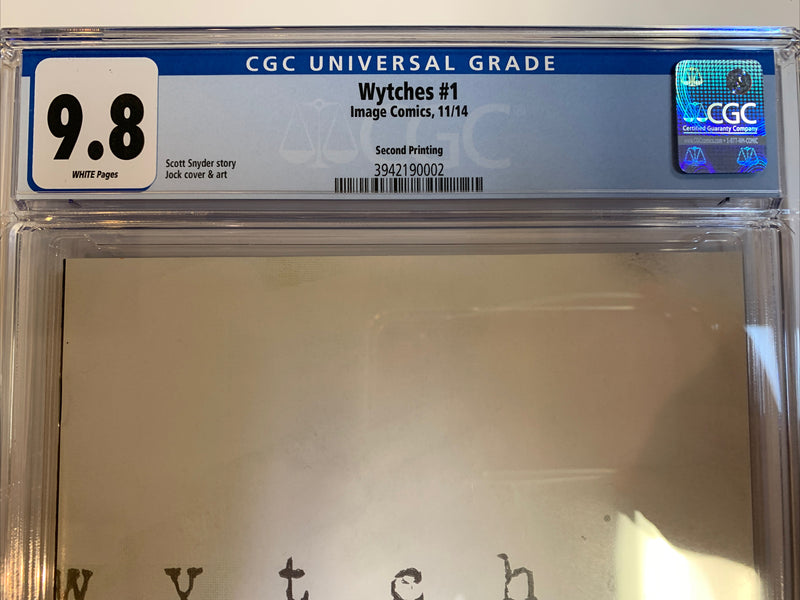 CGC UNIVERSAL GRADE
9.8
WHITE Pages
Wytches #1
Image Comics, 11/14
Second Printing
Scott Snyder story
Jock cover & art
3942190002
CGC
CGC
Certified Guaranty Company
w y t c h